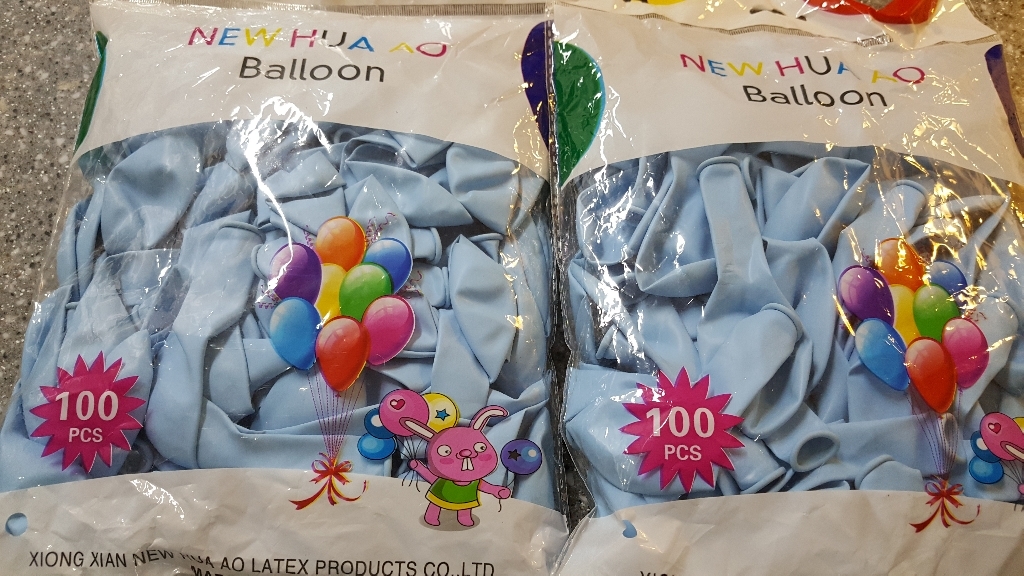 NEW HUA AO
Balloon
100
PCS
XIONG XIAN NEW HUA AO LATEX PRODUCTS CO.,LTD
NEW HUA AO
Balloon
100
PCS